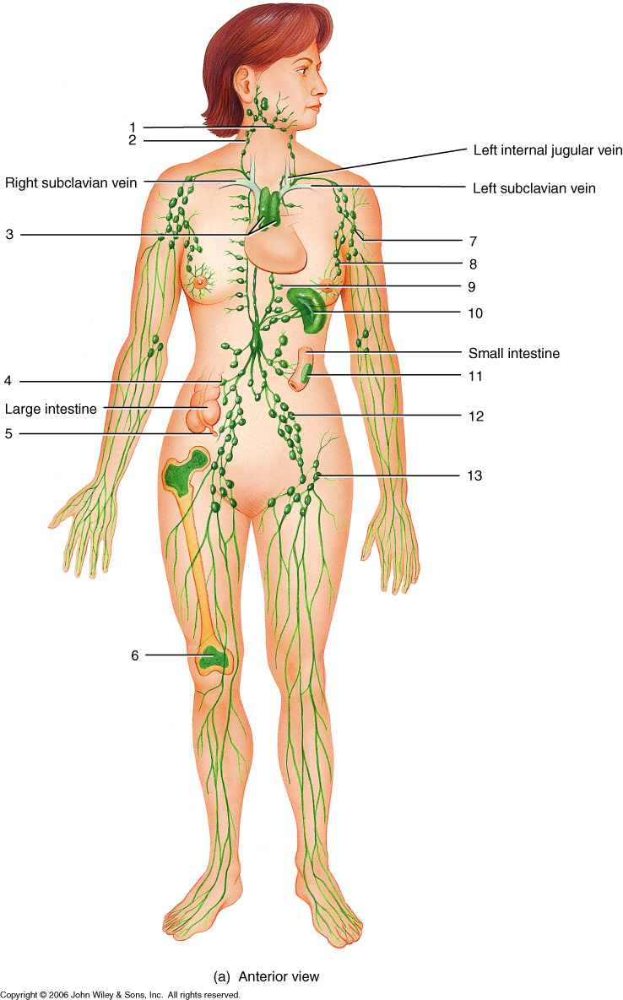 1
2
Left internal jugular vein
Right subclavian vein
Left subclavian vein
3
7
8
9
10
Small intestine
11
4
Large intestine
12
5
13
6
(a) Anterior view
Copyright © 2006 John Wiley & Sons, Inc. All rights reserved.